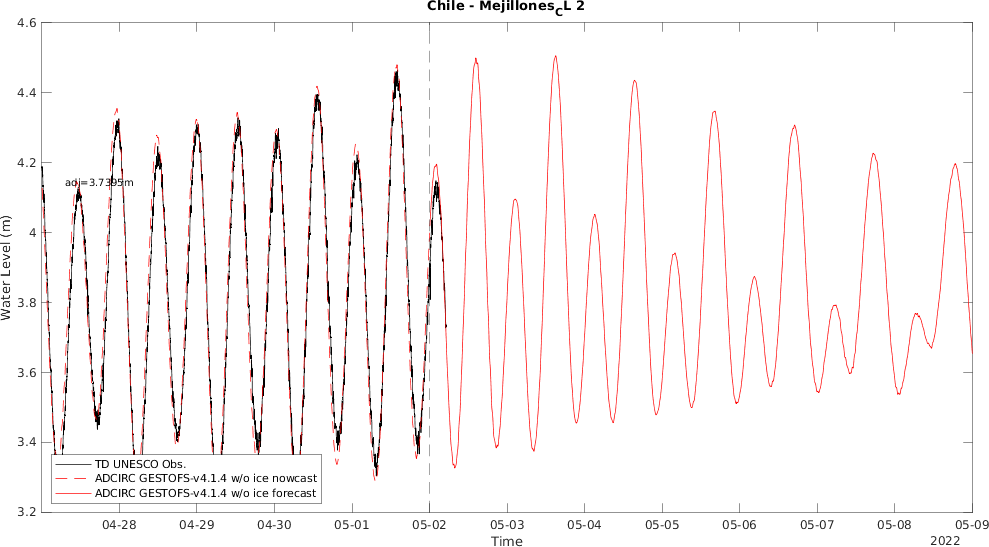 Chile - Mejillones_CL 2
4.6
4.4
4.2
4
3.8
3.6
3.4
3.2
Water Level (m)
adj=3.7395m
TD UNESCO Obs.
ADCIRC GESTOFS-v4.1.4 w/o ice nowcast
ADCIRC GESTOFS-v4.1.4 w/o ice forecast
04-28 04-29 04-30 05-01 05-02 05-03 05-04 05-05 05-06 05-07 05-08 05-09
Time
2022